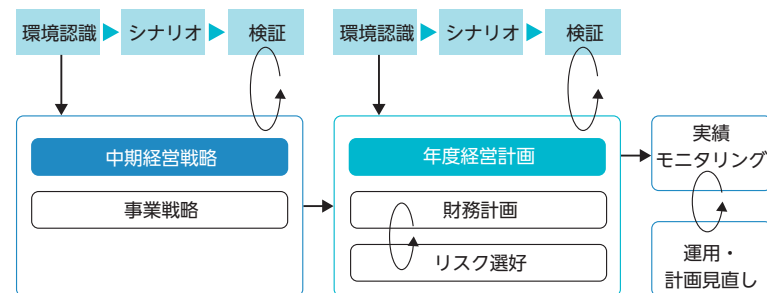 環境認識
シナリオ
検証
環境認識
シナリオ
検証
中期経営戦略
事業戦略
年度経営計画
財務計画
リスク選好
実績
モニタリング
運用・
計画見直し